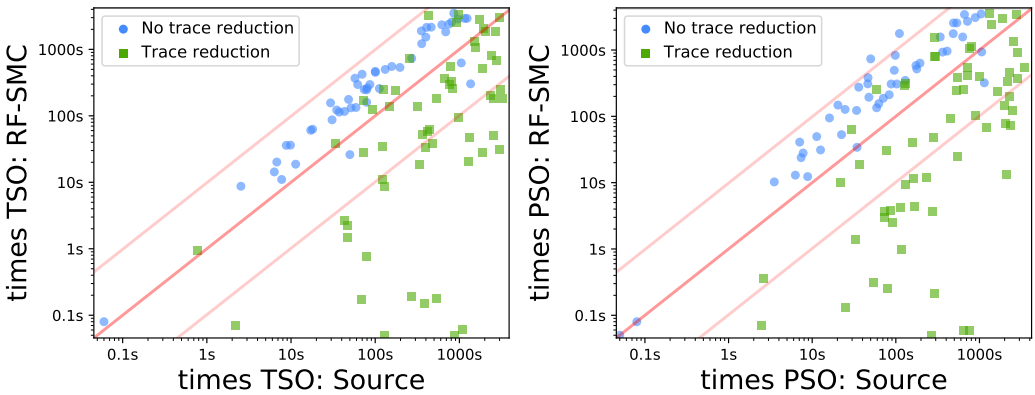 times TSO: RF-SMC
1000s
100s
10s
1s
0.1s
No trace reduction
Trace reduction
0.1s 1s 10s 100s 1000s
times TSO: Source
times PSO: RF-SMC
1000s
100s
10s
1s
0.1s
No trace reduction
Trace reduction
0.1s 1s 10s 100s 1000s
times PSO: Source